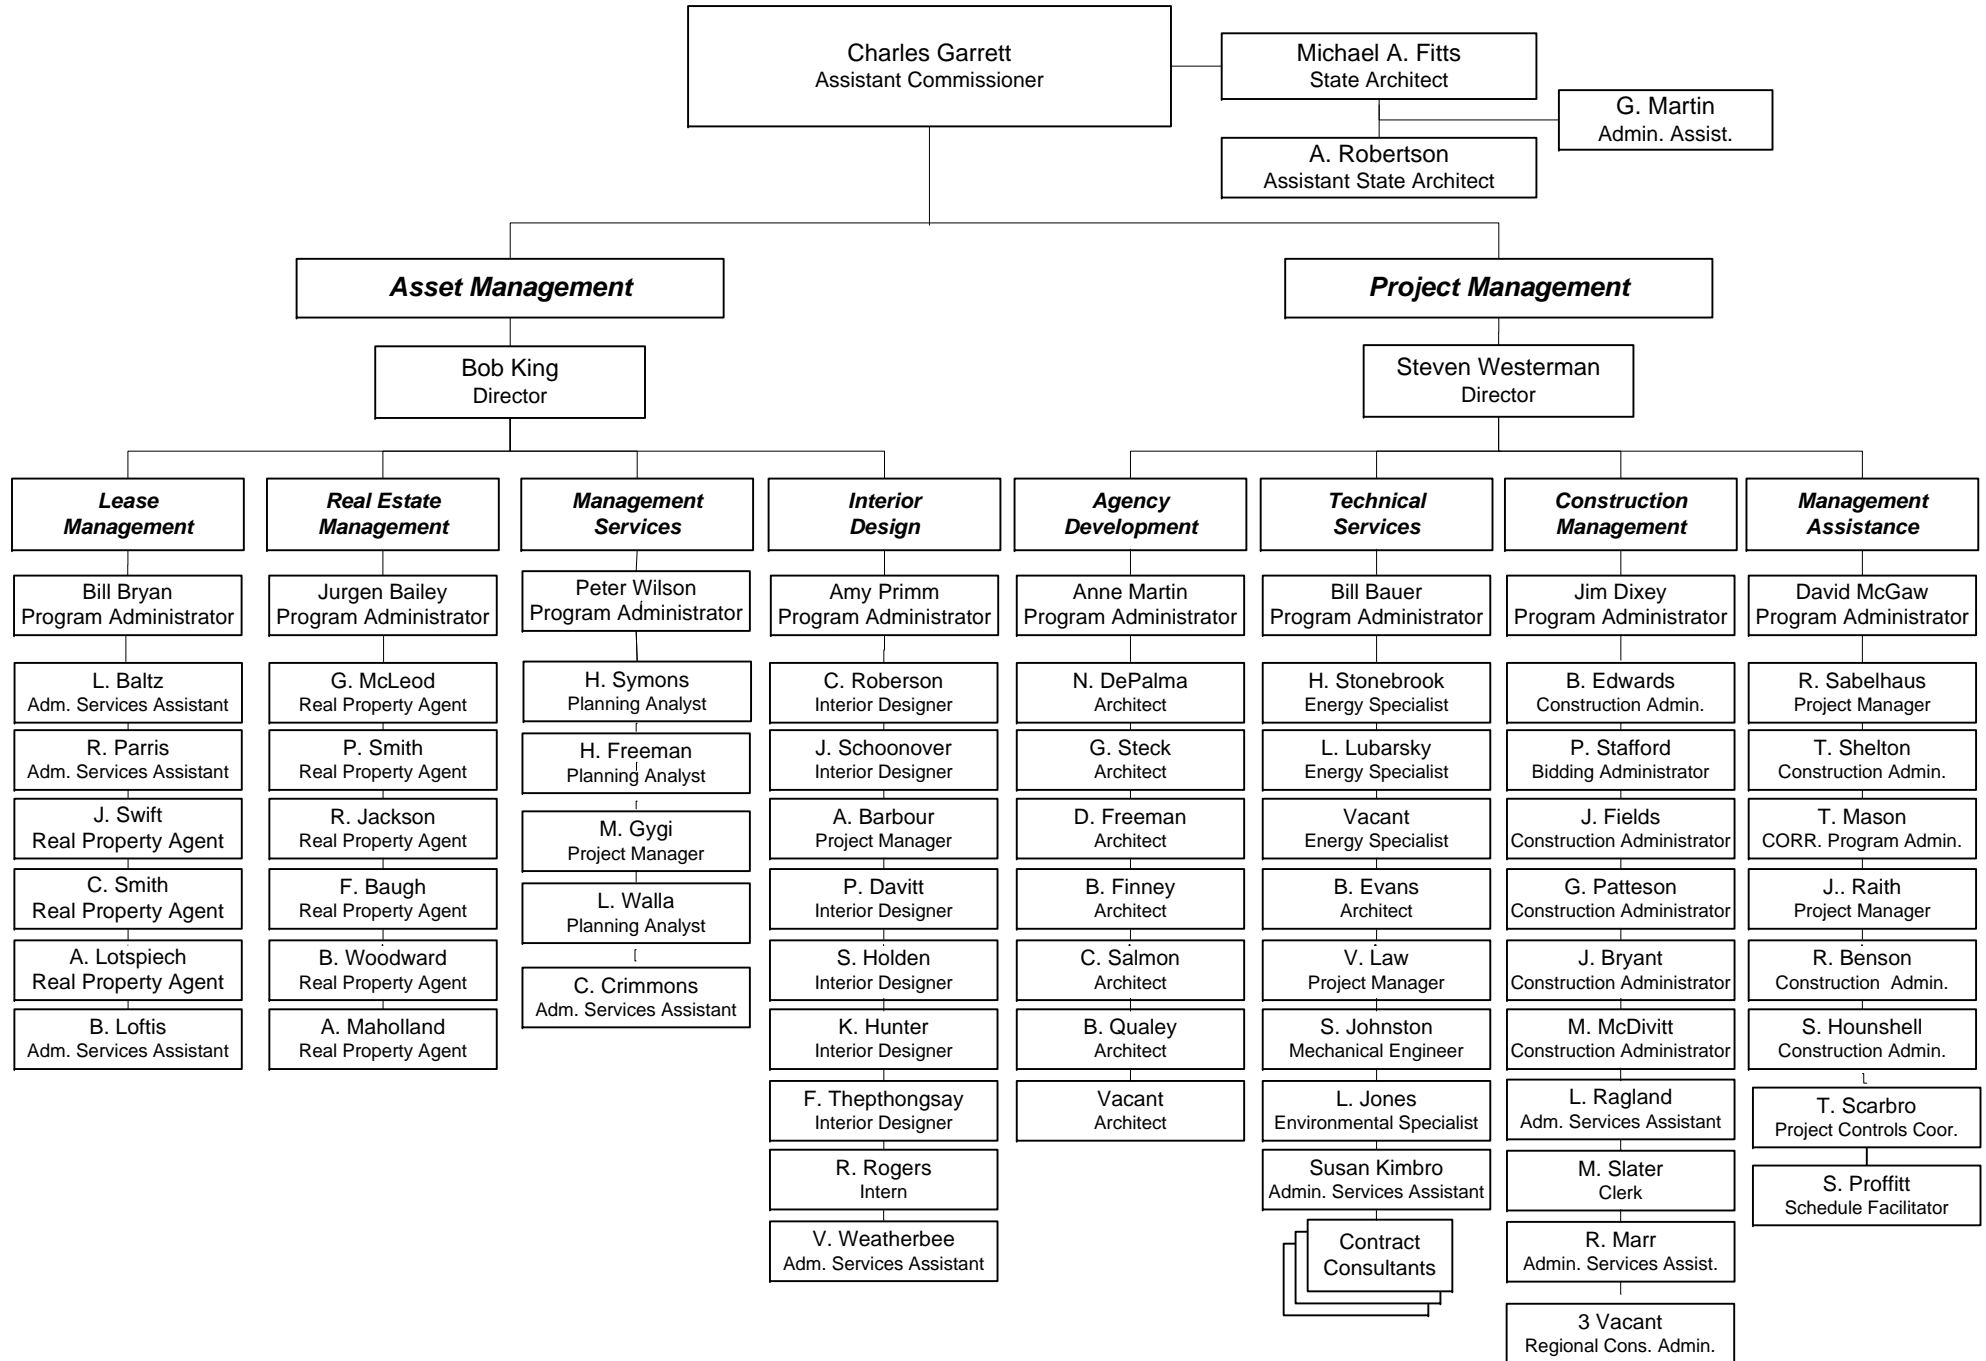 Charles Garrett
Assistant Commissioner
Michael A. Fitts
State Architect
G. Martin
Admin. Assist.
A. Robertson
Assistant State Architect
Asset Management
Bob King
Director
Project Management
Steven Westerman
Director
Lease
Management
Bill Bryan
Program Administrator
L. Baltz
Adm. Services Assistant
R. Parris
Adm. Services Assistant
J. Swift
Real Property Agent
C. Smith
Real Property Agent
A. Lotspiech
Real Property Agent
B. Loftis
Adm. Services Assistant
Real Estate
Management
Jurgen Bailey
Program Administrator
G. McLeod
Real Property Agent
P. Smith
Real Property Agent
R. Jackson
Real Property Agent
F. Baugh
Real Property Agent
B. Woodward
Real Property Agent
A. Maholland
Real Property Agent
Management
Services
Peter Wilson
Program Administrator
H. Symons
Planning Analyst
H. Freeman
Planning Analyst
M. Gygi
Project Manager
L. Walla
Planning Analyst
C. Crimmons
Adm. Services Assistant
Interior
Design
Amy Primm
Program Administrator
C. Roberson
Interior Designer
J. Schoonover
Interior Designer
A. Barbour
Project Manager
P. Davitt
Interior Designer
S. Holden
Interior Designer
K. Hunter
Interior Designer
F. Thepthongsay
Interior Designer
R. Rogers
Intern
V. Weatherbee
Adm. Services Assistant
Agency
Development
Anne Martin
Program Administrator
N. DePalma
Architect
G. Steck
Architect
D. Freeman
Architect
B. Finney
Architect
C. Salmon
Architect
B. Qualey
Architect
Vacant
Architect
Technical
Services
Bill Bauer
Program Administrator
H. Stonebrook
Energy Specialist
L. Lubarsky
Energy Specialist
Vacant
Energy Specialist
B. Evans
Architect
V. Law
Project Manager
S. Johnston
Mechanical Engineer
L. Jones
Environmental Specialist
Susan Kimbro
Admin. Services Assistant
Contract
Consultants
Construction
Management
Jim Dixey
Program Administrator
B. Edwards
Construction Admin.
P. Stafford
Bidding Administrator
J. Fields
Construction Administrator
G. Patteson
Construction Administrator
J. Bryant
Construction Administrator
M. McDivitt
Construction Administrator
L. Ragland
Adm. Services Assistant
M. Slater
Clerk
R. Marr
Admin. Services Assist.
3 Vacant
Regional Cons. Admin.
Management
Assistance
David McGaw
Program Administrator
R. Sabelhaus
Project Manager
T. Shelton
Construction Admin.
T. Mason
CORR. Program Admin.
J.. Raith
Project Manager
R. Benson
Construction Admin.
S. Hounshell
Construction Admin.
T. Scarbro
Project Controls Coor.
S. Proffitt
Schedule Facilitator